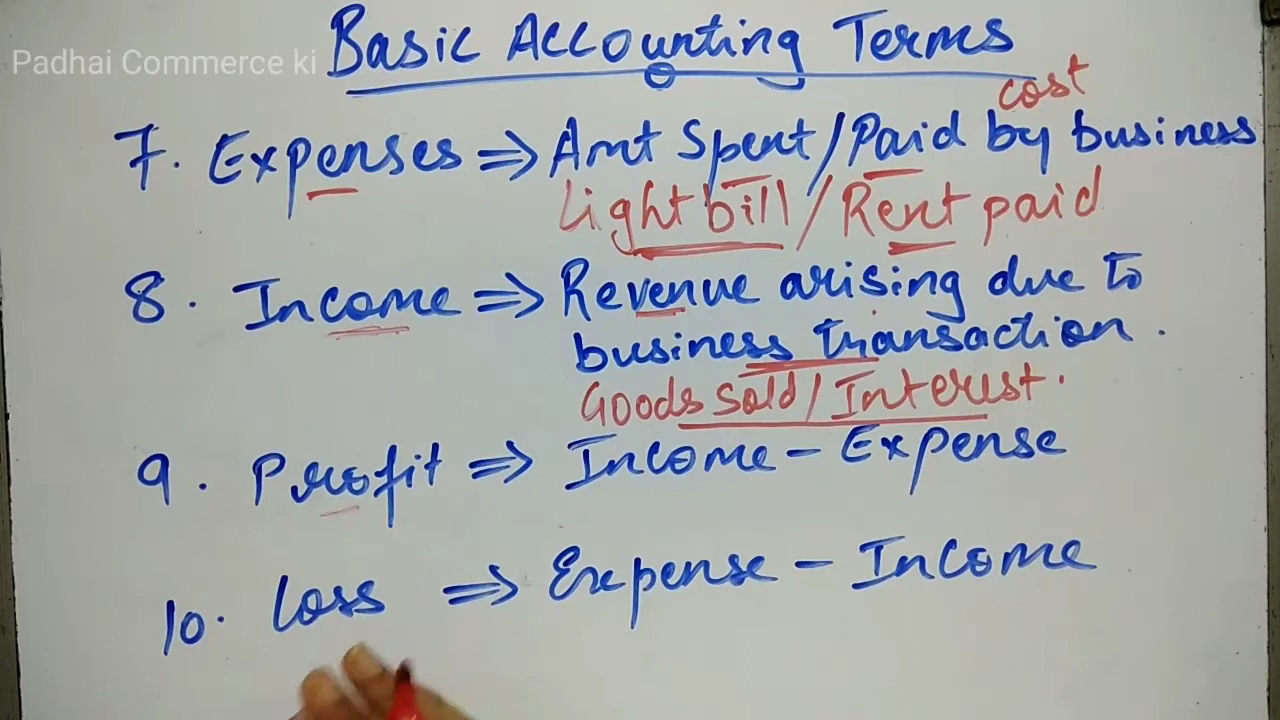 Padhai Commerce ki
Basic Accounting Terms
cost
7. Expenses ⇒ Amt Spent/Paid by business
Light bill/Rent paid
8. Income ⇒ Revenue arising due to
business transaction.
Goods sold/Interest.
9. Profit ⇒ Income - Expense
10. Loss ⇒ Expense - Income